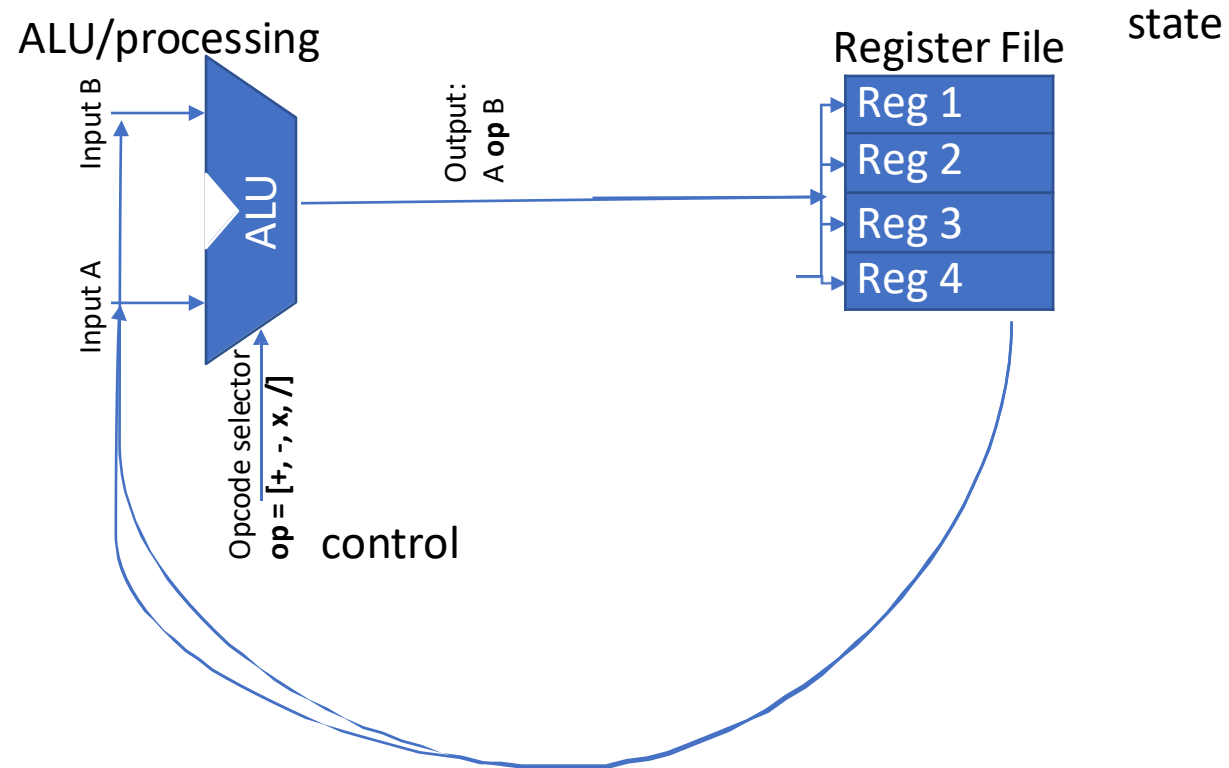 state
ALU/processing
Register File
Input B
Input A
ALU
Opcode selector
op = [+, -, x, /]
control
Output:
A op B
Reg 1
Reg 2
Reg 3
Reg 4